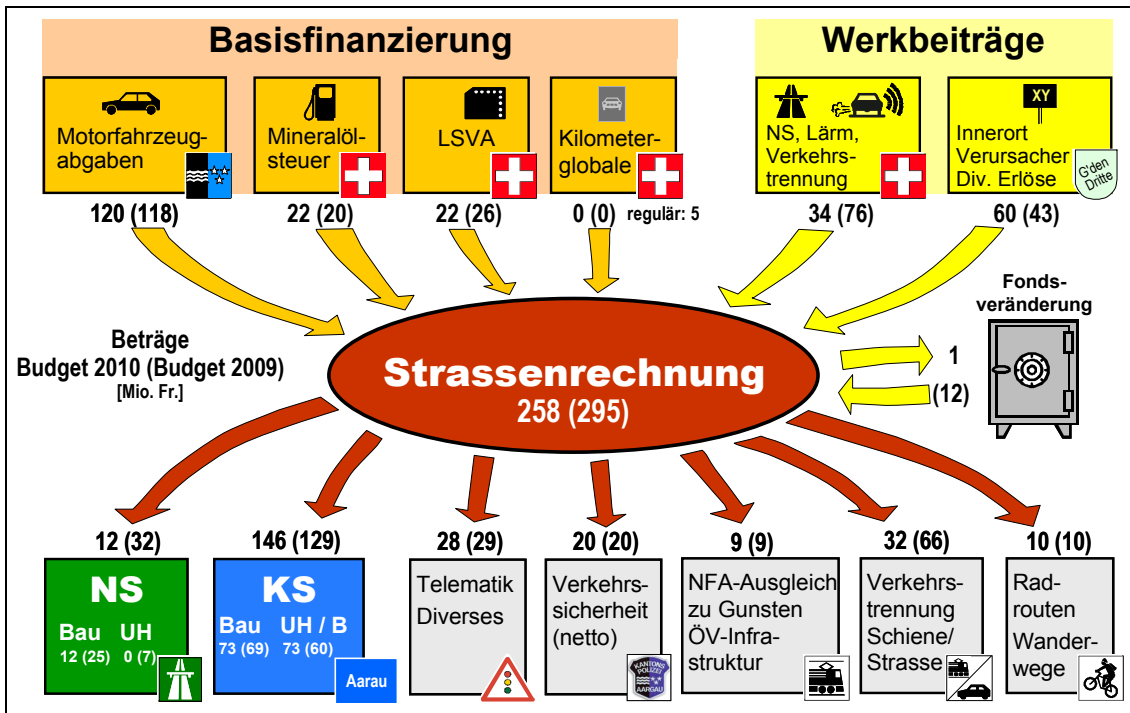 Basisfinanzierung
Werkbeiträge
Motorfahrzeug-
abgaben
Mineralöl-
steuer
LSVA
Kilometer-
globale
NS, Lärm,
Verkehrs-
trennung
XY
Innerort
Verursacher
Div. Erlöse
G'den
Dritte
120 (118)
22 (20)
22 (26)
0 (0) regulär: 5
34 (76)
60 (43)
Fonds-
veränderung
Beträge
Budget 2010 (Budget 2009)
[Mio. Fr.]
Strassenrechnung
258 (295)
1
(12)
12 (32)
146 (129)
28 (29)
20 (20)
9 (9)
32 (66)
10 (10)
NS
Bau UH
12 (25) 0 (7)
KS
Bau UH / B
73 (69) 73 (60)
Aarau
Telematik
Diverses
Verkehrs-
sicherheit
(netto)
KANTONS
POLIZEI
AARGAU
NFA-Ausgleich
zu Gunsten
ÖV-Infra-
struktur
Verkehrs-
trennung
Schiene/
Strasse
Rad-
routen
Wander-
wege